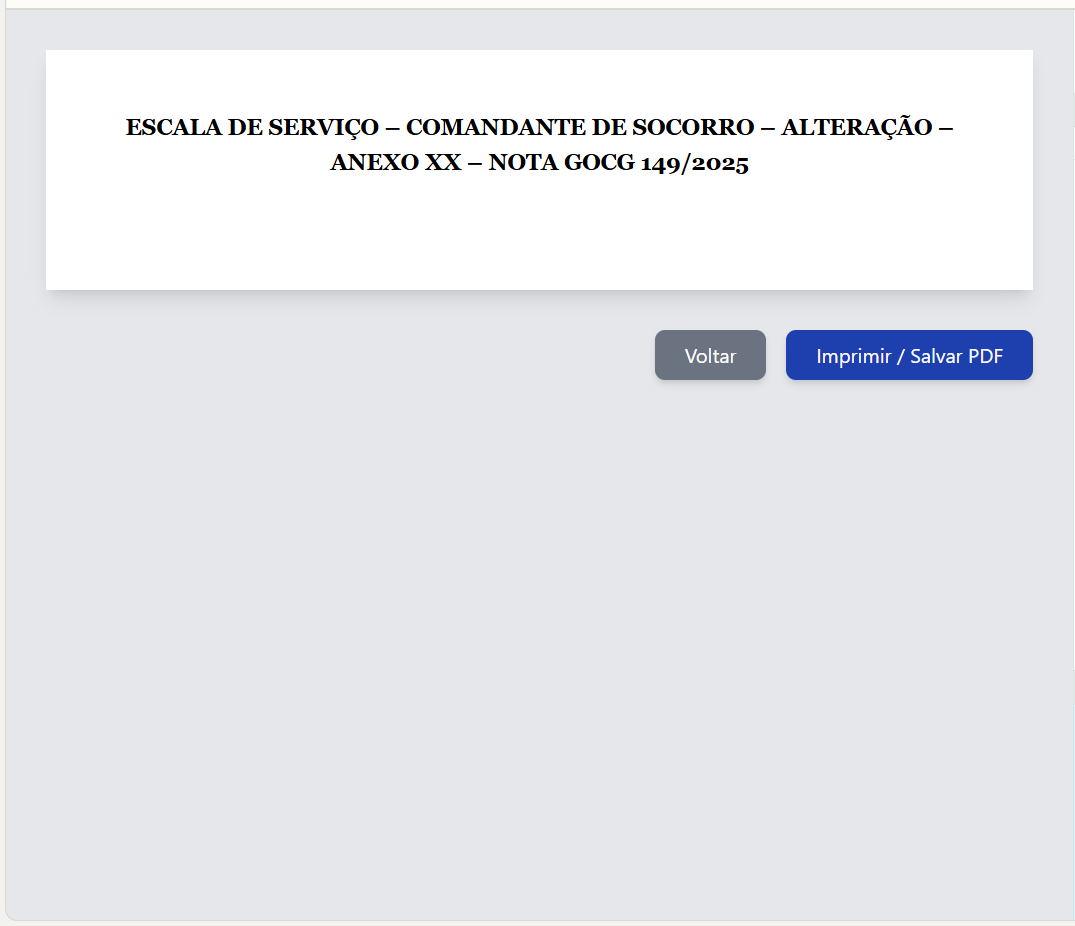 ESCALA DE SERVIÇO – COMANDANTE DE SOCORRO – ALTERAÇÃO –
ANEXO XX – NOTA GOCG 149/2025
Voltar
Imprimir / Salvar PDF